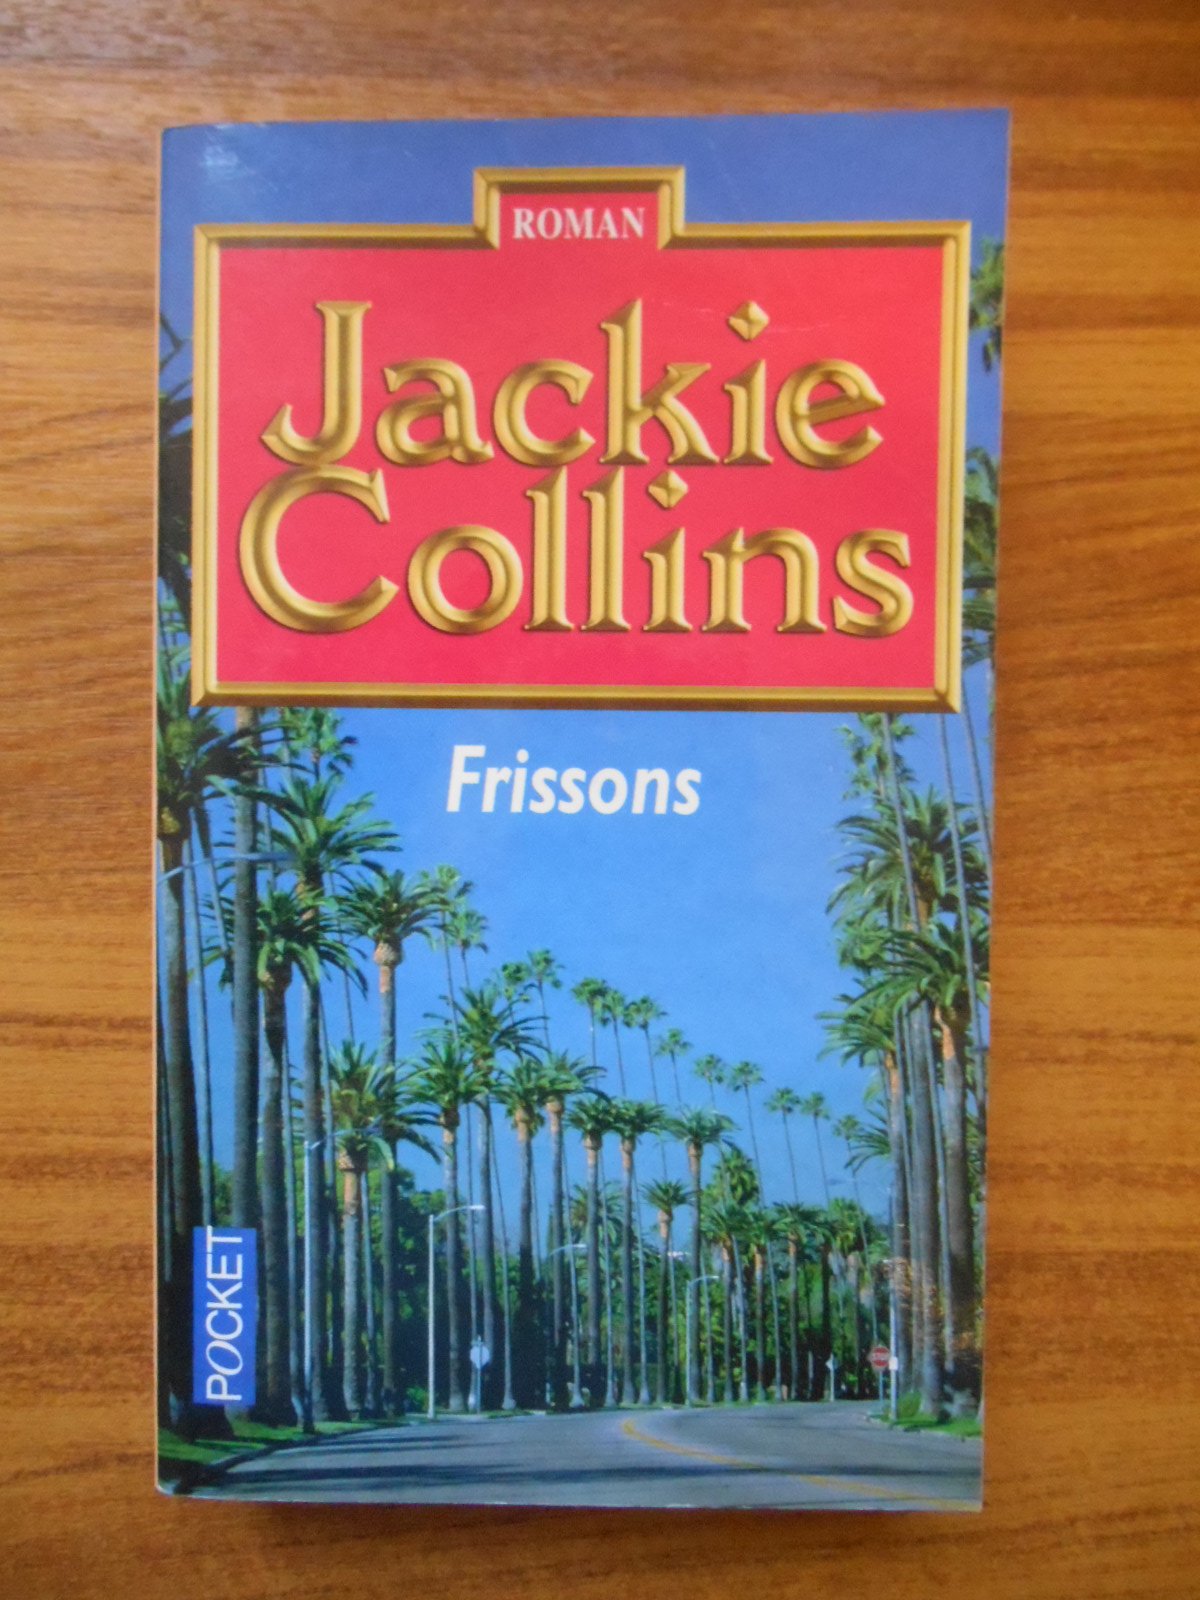 ROMAN
Jackie
Collins
Frissons
POCKET